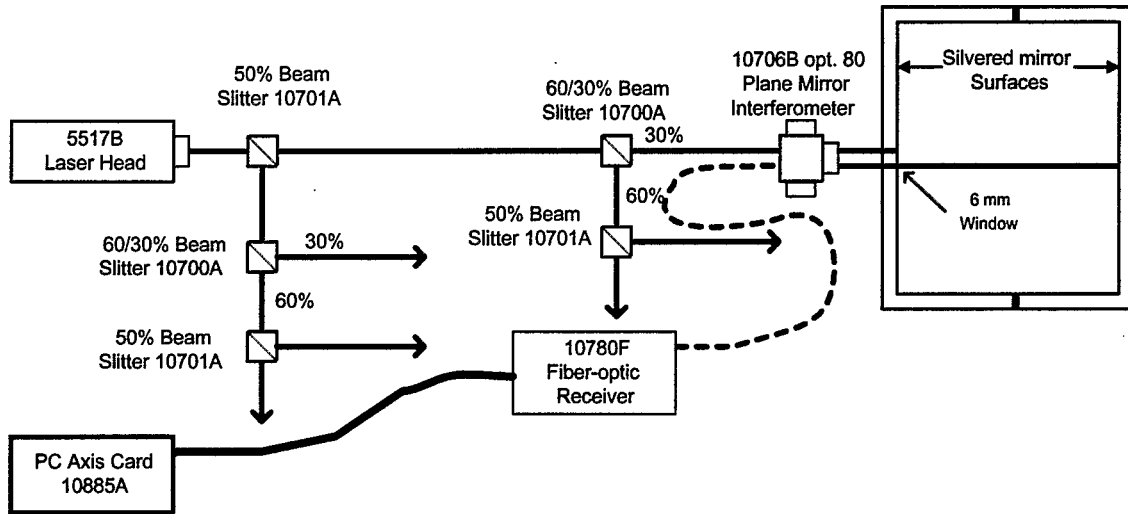 50% Beam
Slitter 10701A
5517B
Laser Head
60/30% Beam
Slitter 10700A
30%
10706B opt. 80
Plane Mirror
Interferometer
Silvered mirror
Surfaces
60%
6 mm
Window
50% Beam
Slitter 10701A
60/30% Beam
Slitter 10700A
30%
60%
50% Beam
Slitter 10701A
10780F
Fiber-optic
Receiver
PC Axis Card
10885A